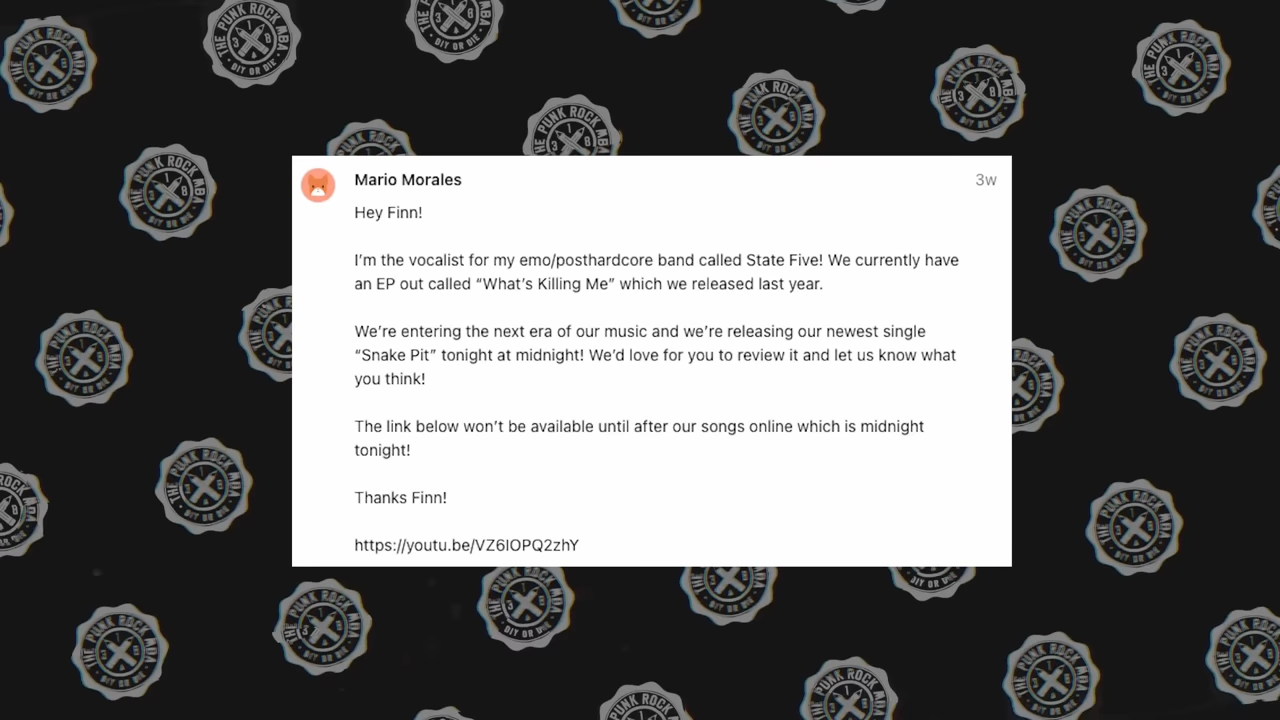 Mario Morales
3w
Hey Finn!
I'm the vocalist for my emo/posthardcore band called State Five! We currently have
an EP out called “What's Killing Me” which we released last year.
We're entering the next era of our music and we're releasing our newest single
“Snake Pit” tonight at midnight! We'd love for you to review it and let us know what
you think!
The link below won't be available until after our songs online which is midnight
tonight!
Thanks Finn!
https://youtu.be/VZ6IOPQ2zhY
THE PUNK ROCK MBA
DIY OR DIE